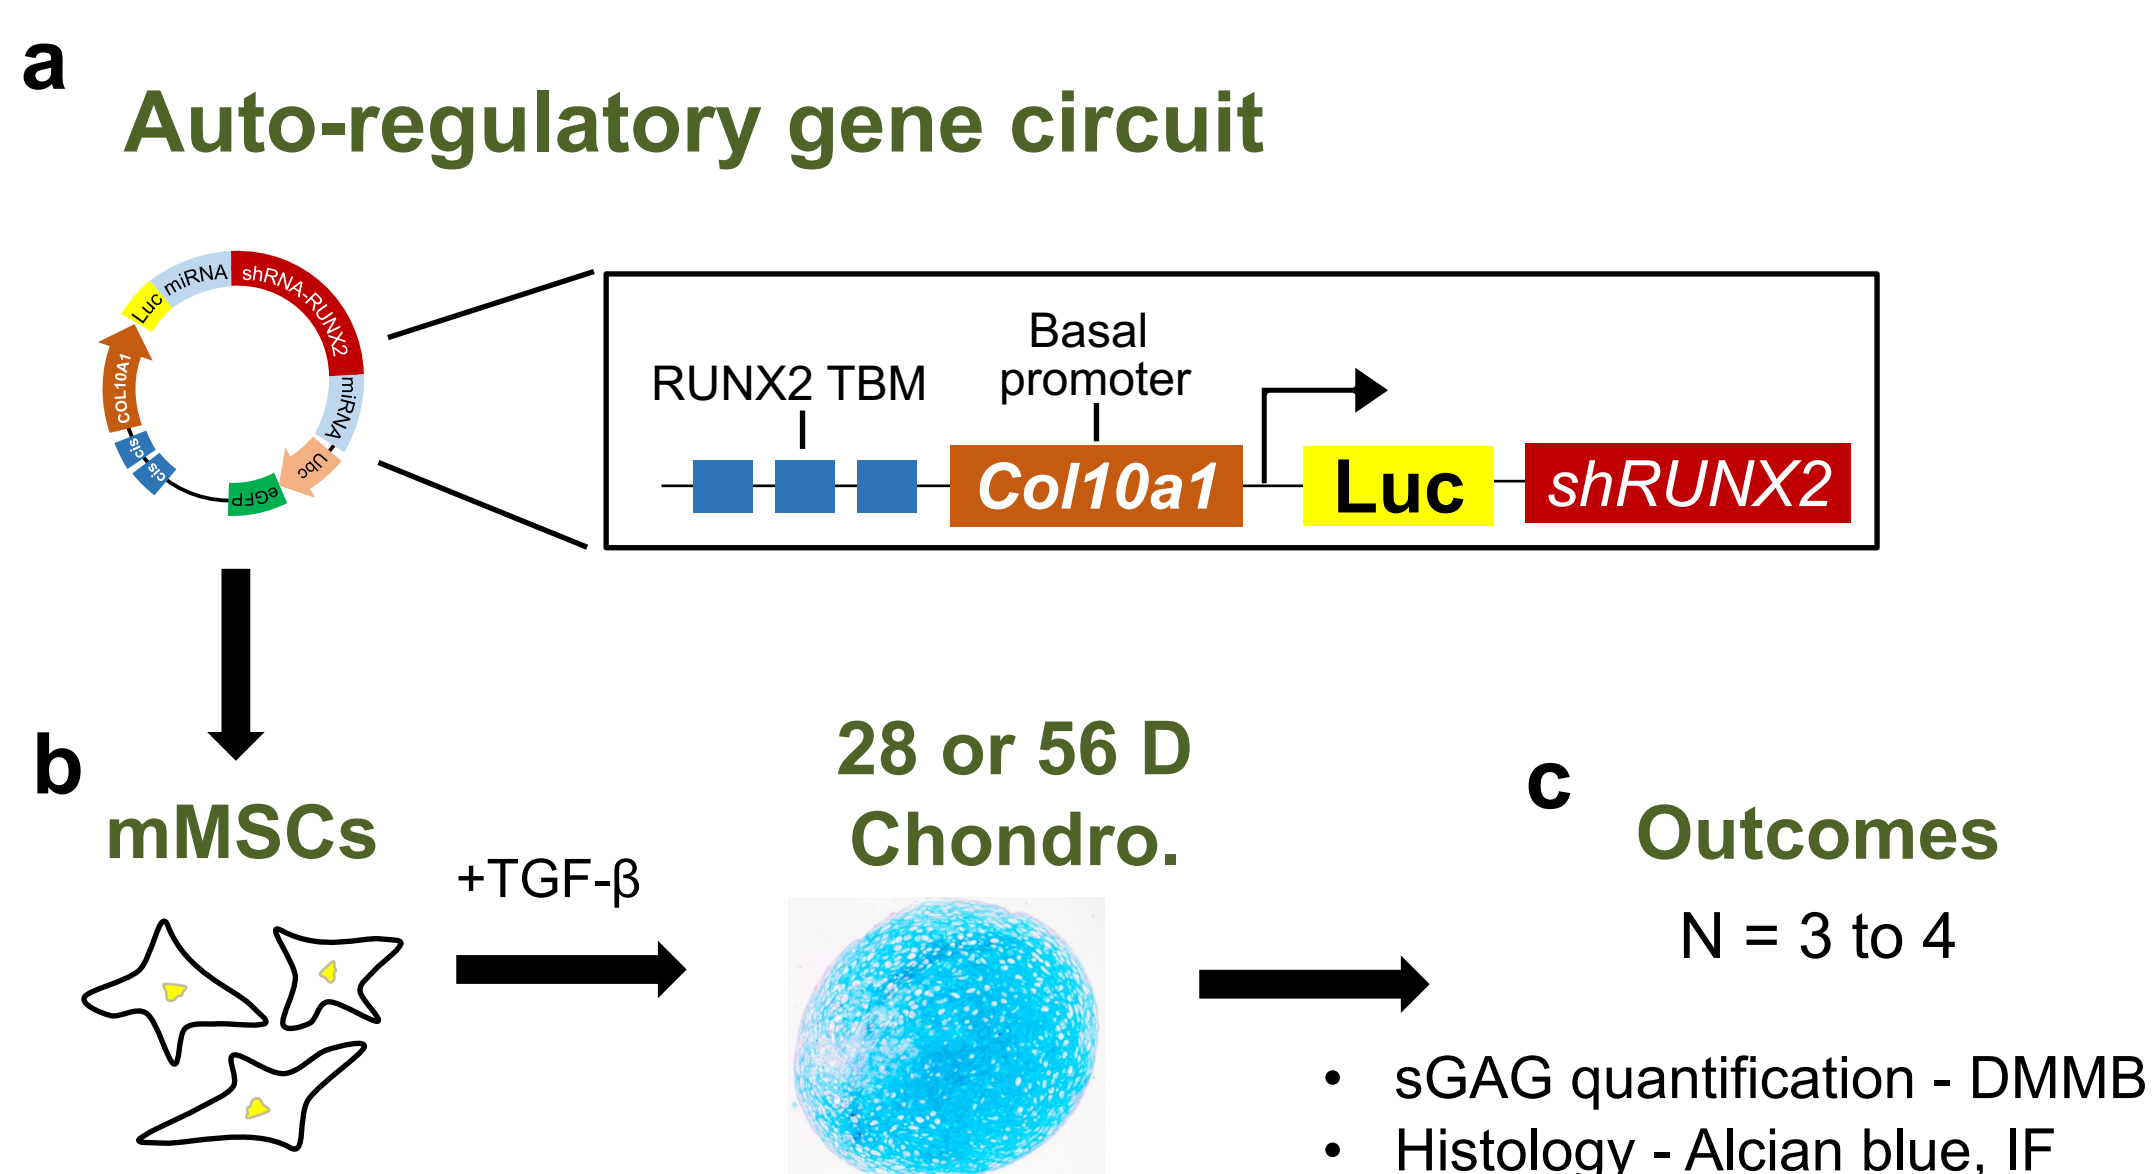 a
Auto-regulatory gene circuit
miRNA
shRNA-RUNX2
Luc
COL10A1
miRNA
cis
cis
Ubc
eGFP
Basal
promoter
RUNX2 TBM
Col10a1
Luc
shRUNX2
b
mMSCs
+TGF-β
28 or 56 D
Chondro.
c
Outcomes
N = 3 to 4
• sGAG quantification - DMMB
• Histology - Alcian blue, IF